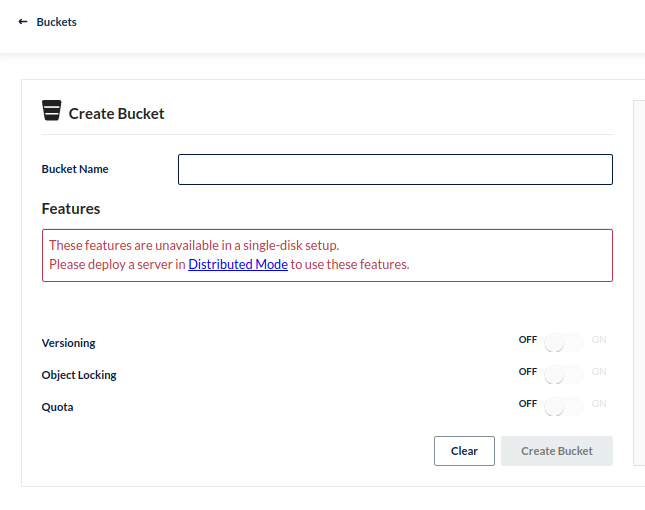 ← Buckets
Create Bucket
Bucket Name
Features
These features are unavailable in a single-disk setup.
Please deploy a server in Distributed Mode to use these features.
Versioning OFF ON
Object Locking OFF ON
Quota OFF ON
Clear Create Bucket